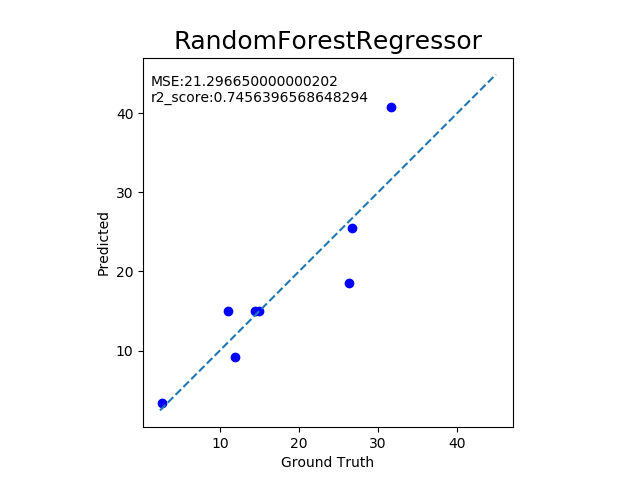 RandomForestRegressor
MSE:21.296650000000202
r2_score:0.7456396568648294
40
30
20
10
Predicted
10 20 30 40
Ground Truth